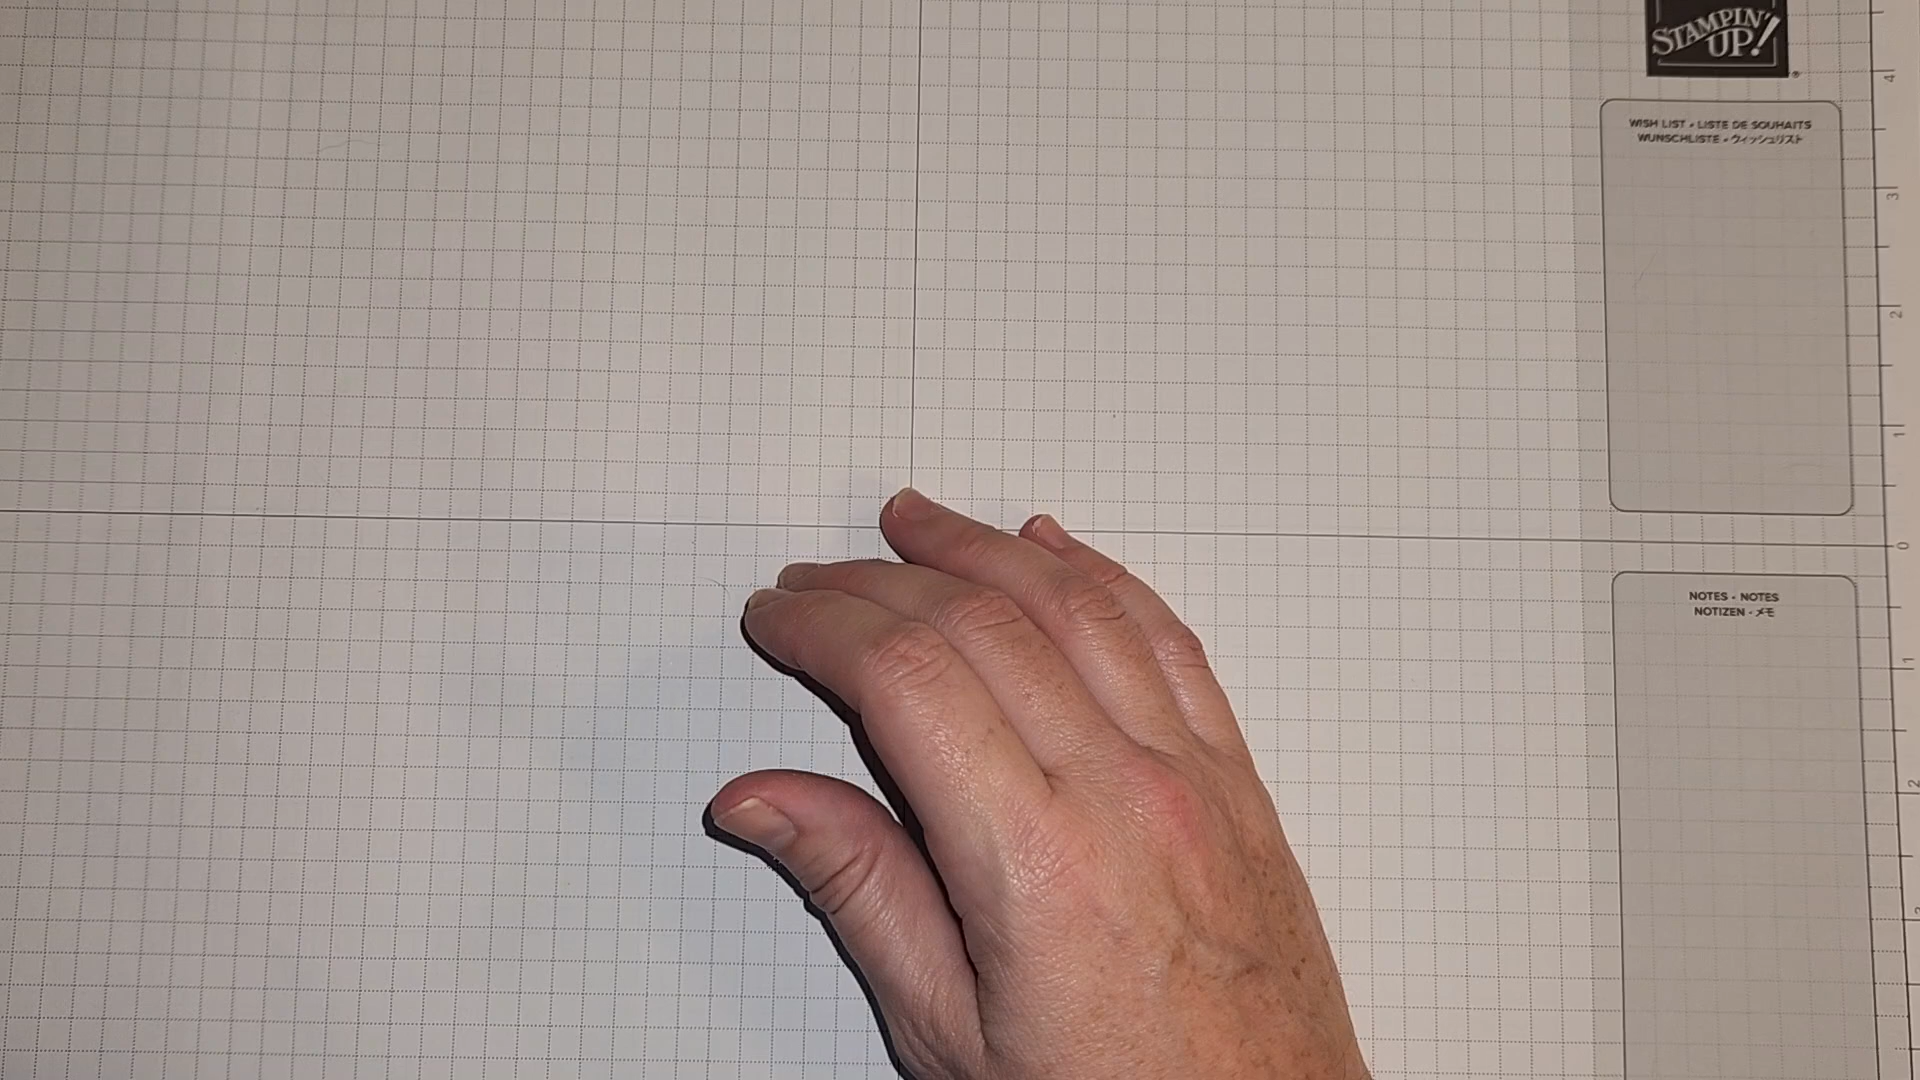 STAMPIN' UP!
®
4
WISH LIST • LISTE DE SOUHAITS
WUNSCHLISTE • ウィッシュリスト
3
2
1
0
NOTES • NOTES
NOTIZEN • メモ
1
2
3